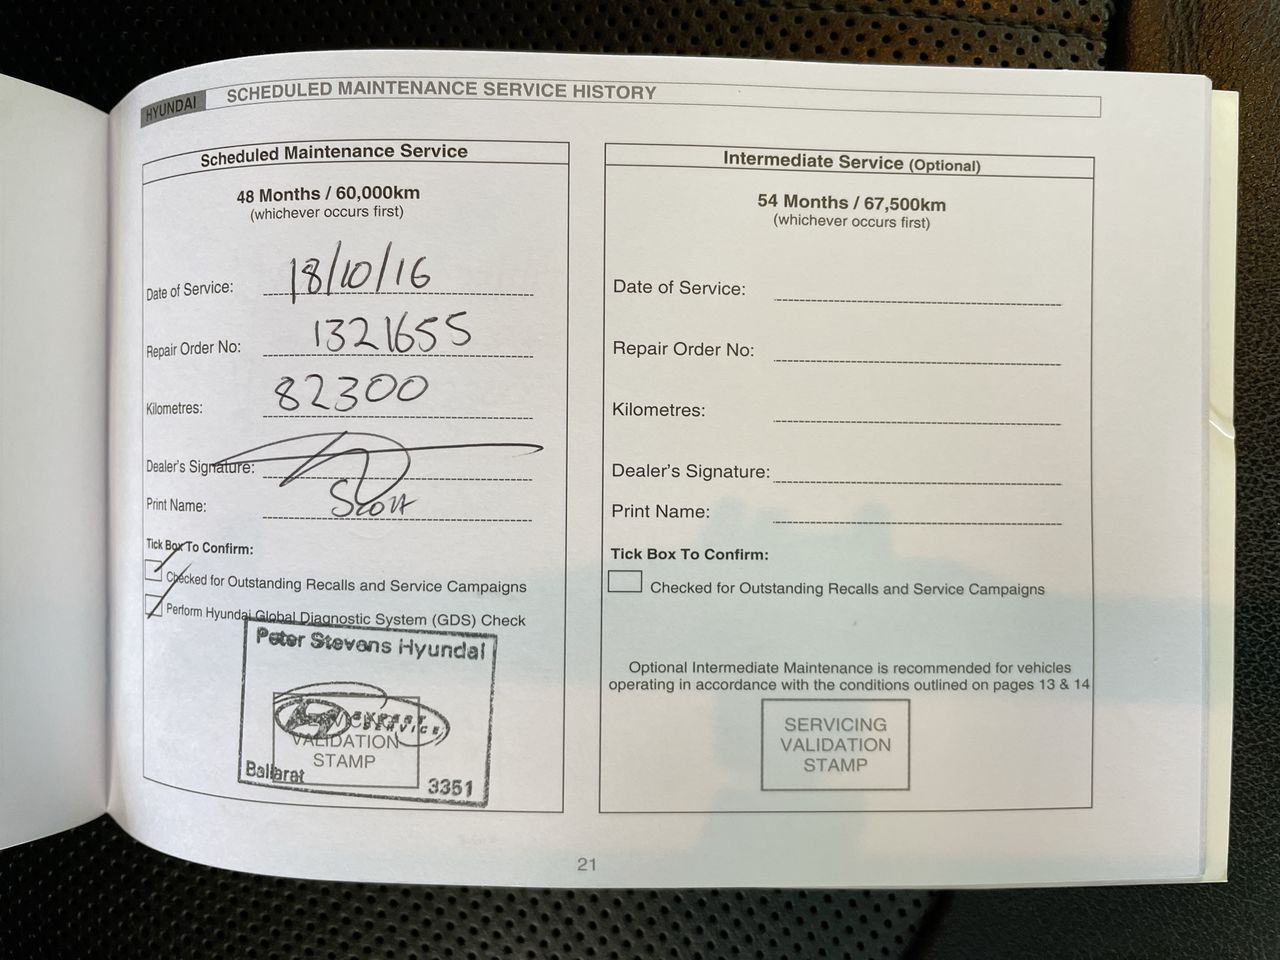 HYUNDAI
SCHEDULED MAINTENANCE SERVICE HISTORY
Scheduled Maintenance Service
48 Months / 60,000km
(whichever occurs first)
Date of Service: 18/10/16
Repair Order No: 1321655
Kilometres: 82300
Dealer's Signature:
Print Name: Scott
Tick Box To Confirm:
Checked for Outstanding Recalls and Service Campaigns
Perform Hyundai Global Diagnostic System (GDS) Check
Peter Stevens Hyundai
EXPERT
SERVICE
VALIDATION
STAMP
Ballarat 3351
Intermediate Service (Optional)
54 Months / 67,500km
(whichever occurs first)
Date of Service:
Repair Order No:
Kilometres:
Dealer's Signature:
Print Name:
Tick Box To Confirm:
Checked for Outstanding Recalls and Service Campaigns
Optional Intermediate Maintenance is recommended for vehicles
operating in accordance with the conditions outlined on pages 13 & 14
SERVICING
VALIDATION
STAMP
21